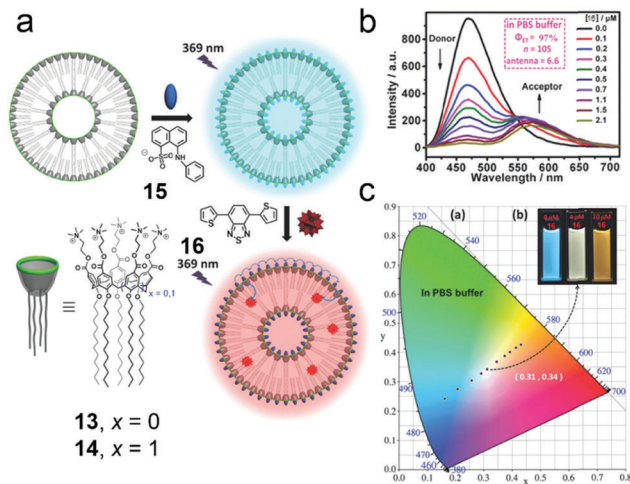 a
369 nm
SO3
⊖
HN
15
S
S
N
N
S
16
369 nm
N
N
N
N
N
O
O
O
O
O
x = 0,1
≡
13, x = 0
14, x = 1
b
1000
800
600
400
200
0
Intensity / a.u.
400 450 500 550 600 650 700
Wavelength / nm
Donor
Acceptor
in PBS buffer
ΦET = 97%
n = 105
antenna = 6.6
[16] / μM
0.0
0.1
0.2
0.3
0.4
0.5
0.7
1.1
1.5
2.1
c
(a)
(b)
In PBS buffer
0.9
0.8
0.7
0.6
0.5
0.4
0.3
0.2
0.1
0.0
y
0.0 0.1 0.2 0.3 0.4 0.5 0.6 0.7 0.8
x
520
540
560
580
600
620
700
500
490
480
470
460
380
16
16
16
( 0.31 , 0.34 )